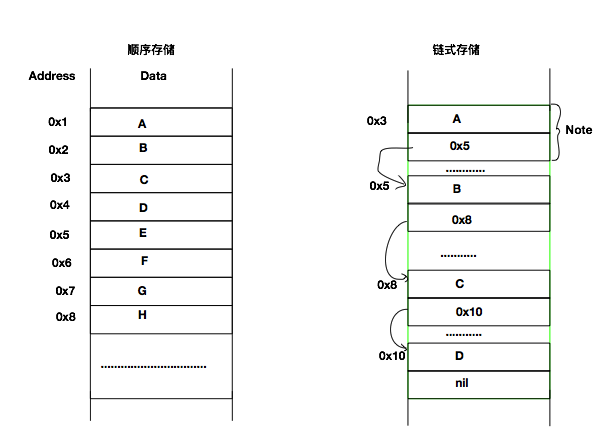 顺序存储
Address Data
0x1 A
0x2 B
0x3 C
0x4 D
0x5 E
0x6 F
0x7 G
0x8 H
................................
链式存储
0x3 A
0x5
Note
............
0x5 B
0x8
...........
0x8 C
0x10
...........
0x10 D
nil